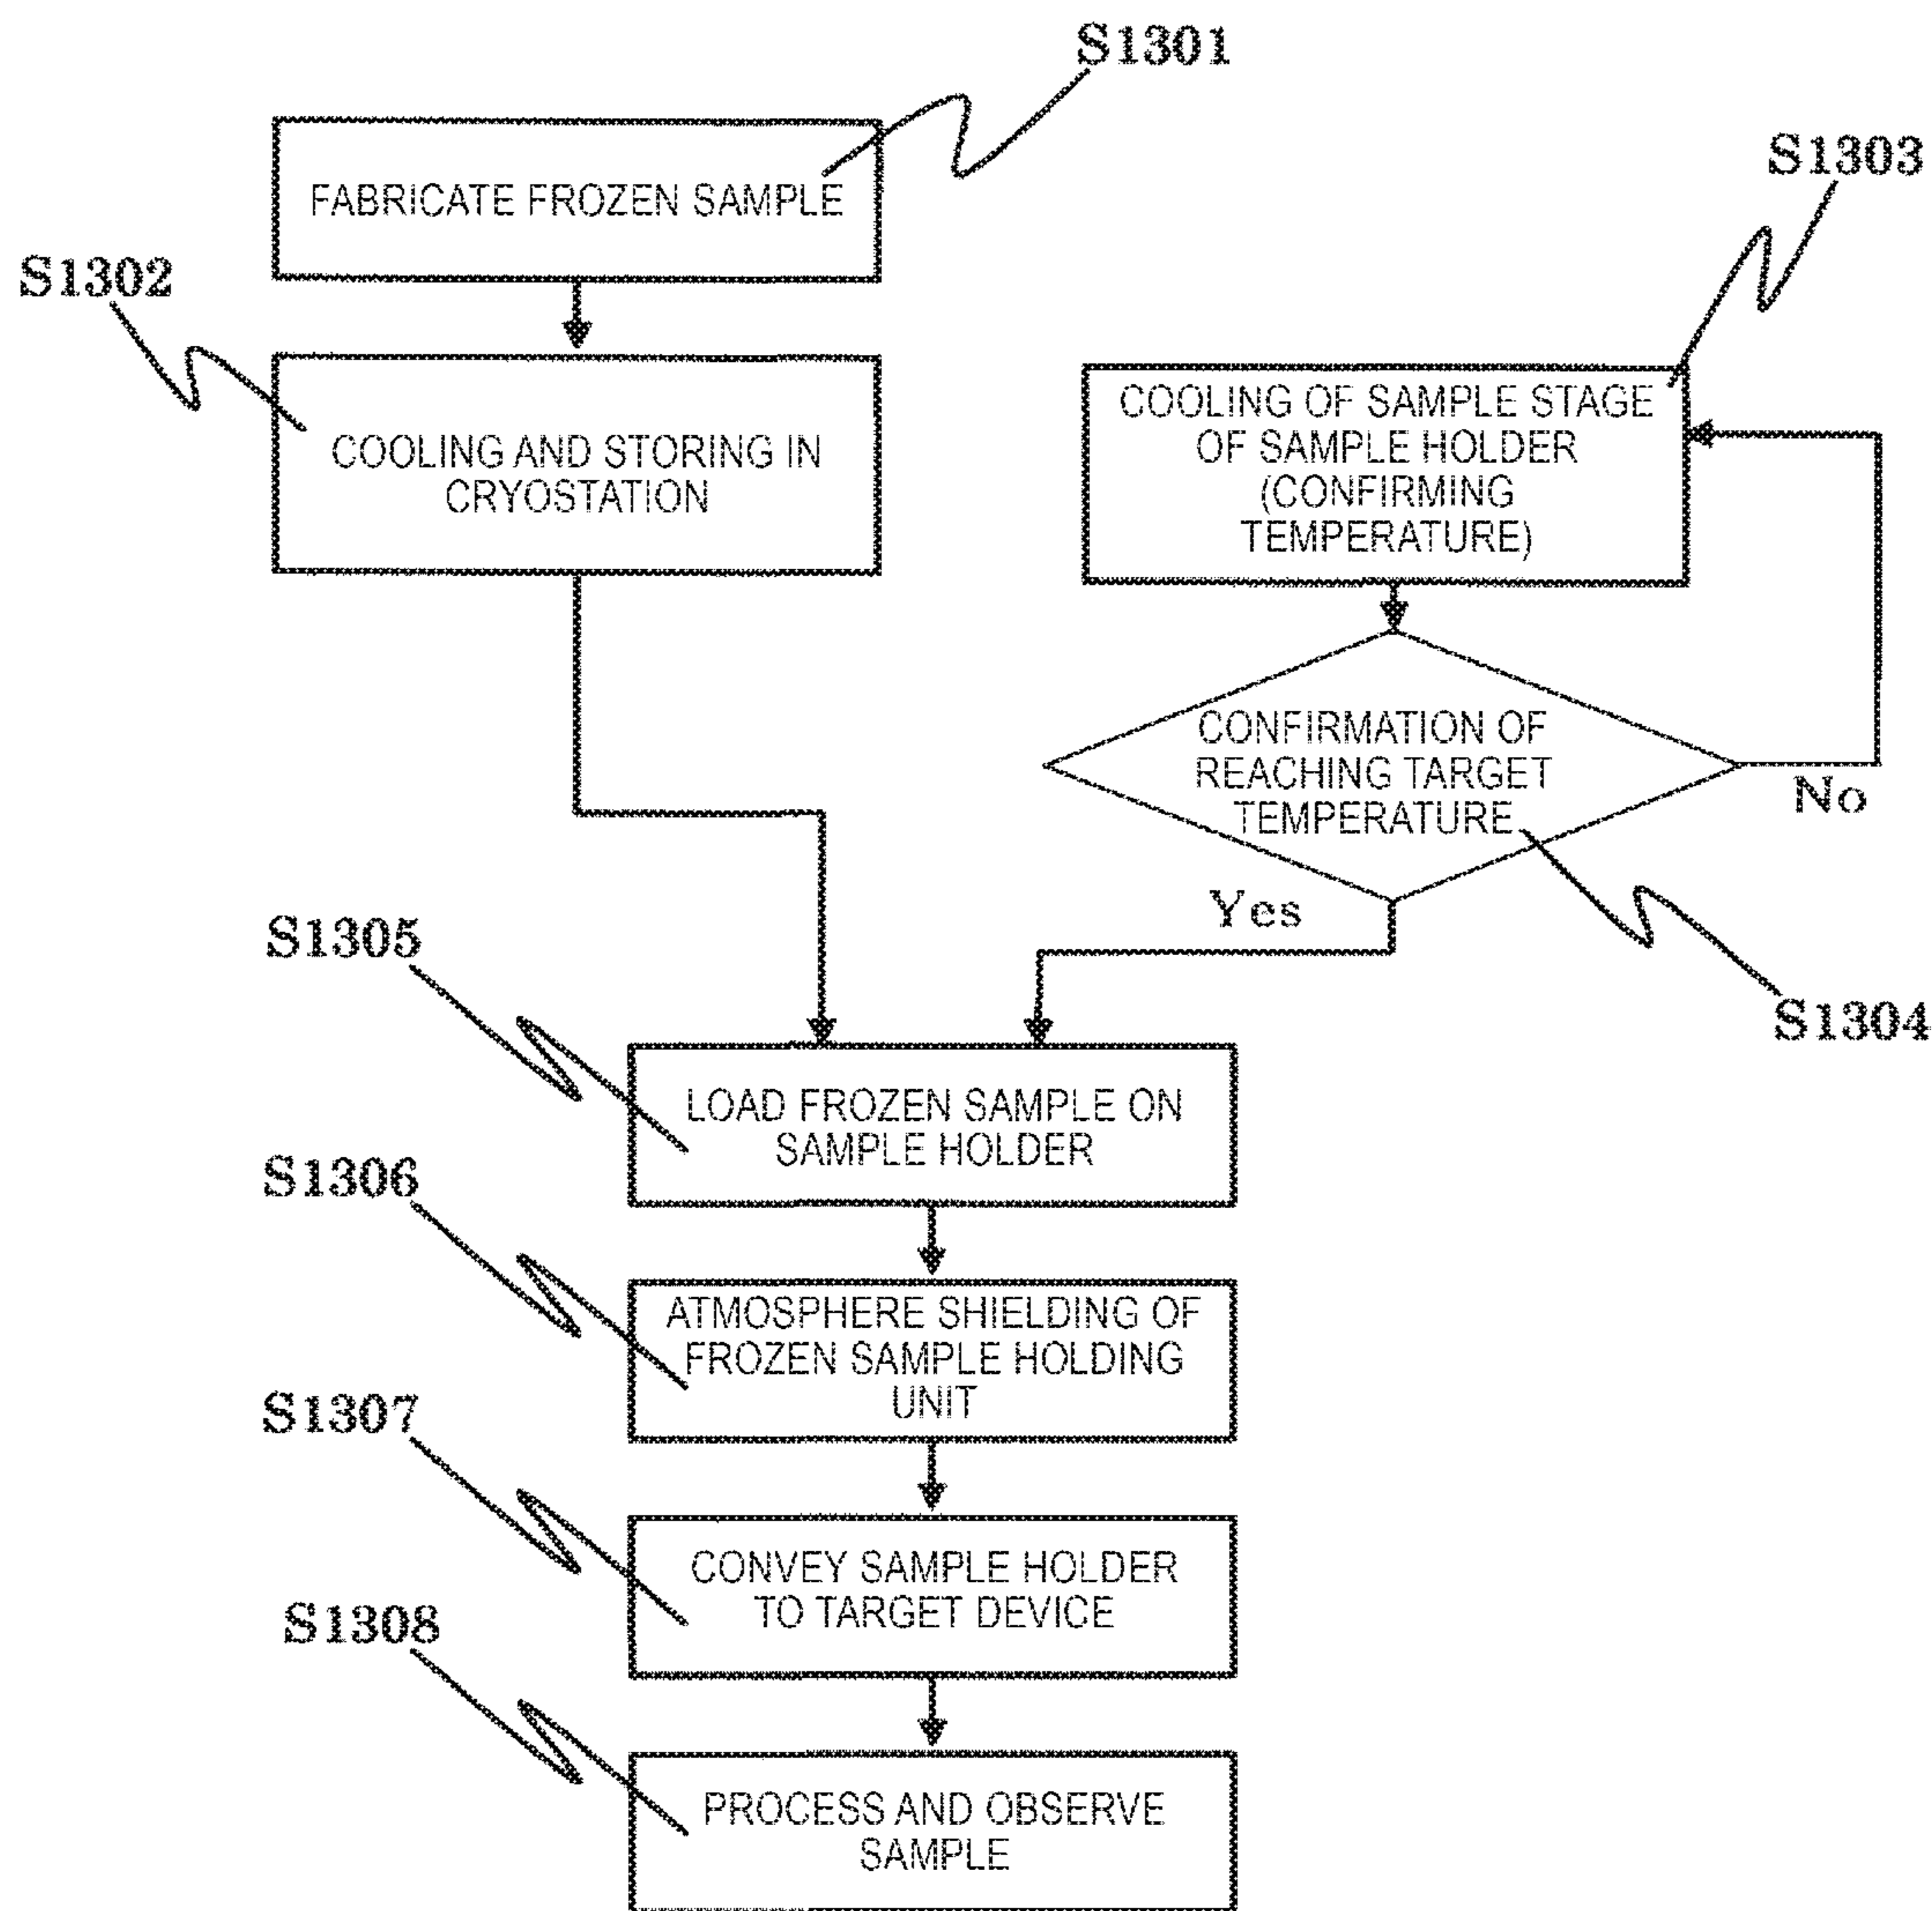 S1301
FABRICATE FROZEN SAMPLE
S1302
COOLING AND STORING IN
CRYOSTATION
S1303
COOLING OF SAMPLE STAGE
OF SAMPLE HOLDER
(CONFIRMING
TEMPERATURE)
CONFIRMATION OF
REACHING TARGET
TEMPERATURE
No
Yes
S1304
S1305
LOAD FROZEN SAMPLE ON
SAMPLE HOLDER
S1306
ATMOSPHERE SHIELDING OF
FROZEN SAMPLE HOLDING
UNIT
S1307
CONVEY SAMPLE HOLDER
TO TARGET DEVICE
S1308
PROCESS AND OBSERVE
SAMPLE